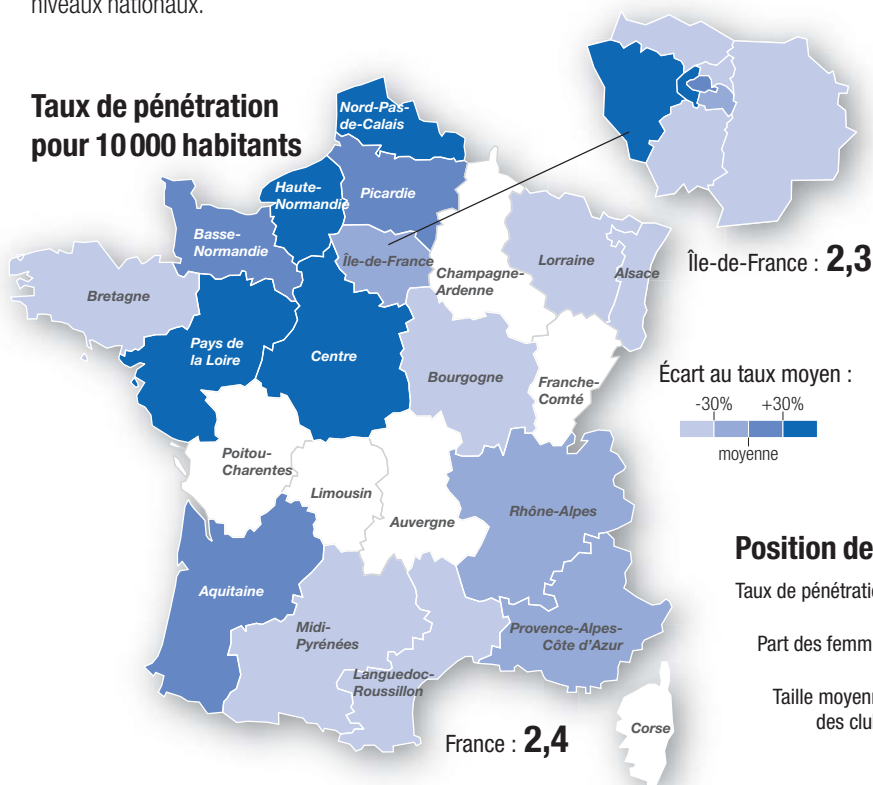 niveaux nationaux.
Taux de pénétration
pour 10 000 habitants
Nord-Pas-
de-Calais
Haute-
Normandie
Picardie
Basse-
Normandie
Île-de-France
Champagne-
Ardenne
Lorraine
Alsace
Île-de-France : 2,3
Bretagne
Pays de
la Loire
Centre
Bourgogne
Franche-
Comté
Écart au taux moyen :
-30% +30%
moyenne
Poitou-
Charentes
Limousin
Auvergne
Rhône-Alpes
Aquitaine
Midi-
Pyrénées
Languedoc-
Roussillon
Provence-Alpes-
Côte d'Azur
Corse
France : 2,4
Position de
Taux de pénétratio
Part des femm
Taille moyenn
des clu